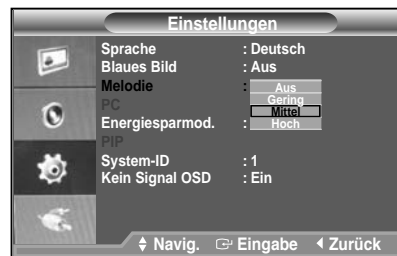 Einstellungen
Sprache : Deutsch
Blaues Bild : Aus
Melodie : Aus
Gering
PC
Mittel
Energiesparmod. : Hoch
PIP
System-ID : 1
Kein Signal OSD : Ein
Navig. Eingabe Zurück